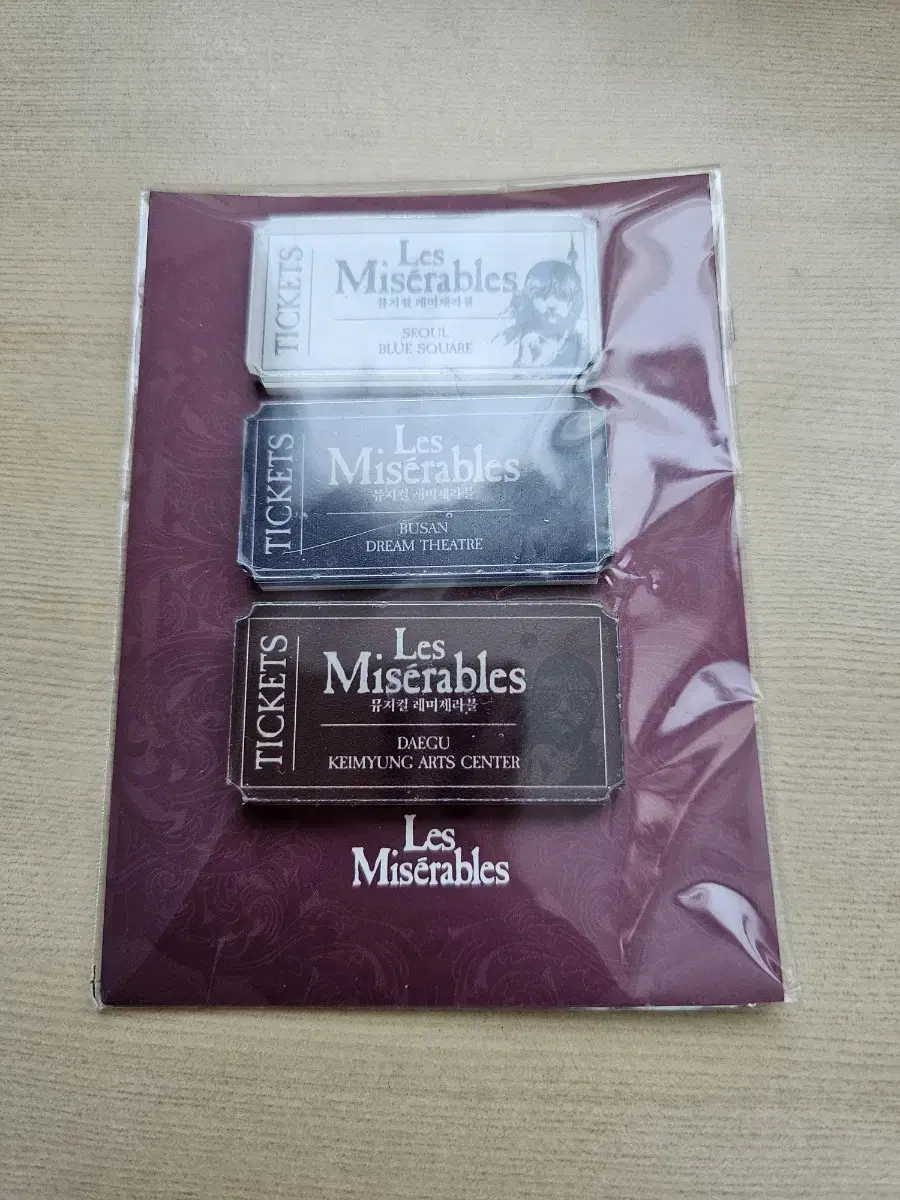 TICKETS
Les
Misérables
뮤지컬 레미제라블
SEOUL
BLUE SQUARE
TICKETS
Les
Misérables
뮤지컬 레미제라블
BUSAN
DREAM THEATRE
TICKETS
Les
Misérables
뮤지컬 레미제라블
DAEGU
KEIMYUNG ARTS CENTER
Les
Misérables